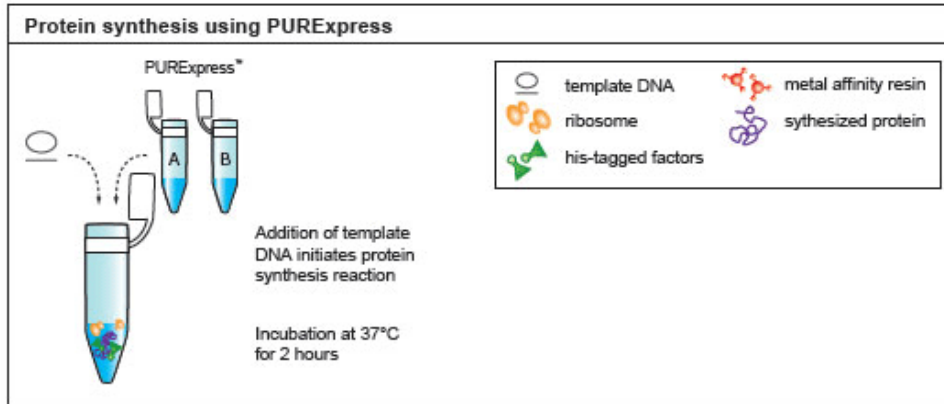 Protein synthesis using PURExpress
PURExpress™
A
B
Addition of template
DNA initiates protein
synthesis reaction
Incubation at 37°C
for 2 hours
template DNA
ribosome
his-tagged factors
metal affinity resin
sythesized protein